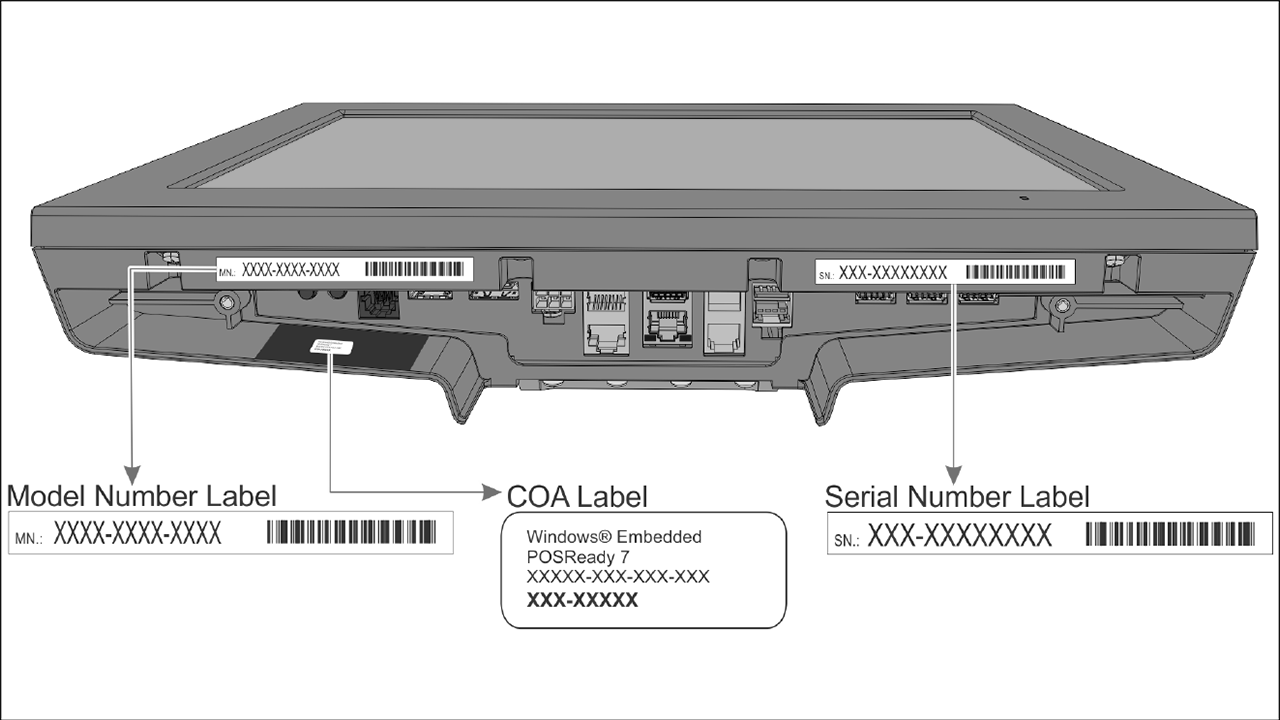 MN.: XXXX-XXXX-XXXX
SN.: XXX-XXXXXXXX
Model Number Label
MN.: XXXX-XXXX-XXXX
COA Label
Windows® Embedded
POSReady 7
XXXXX-XXX-XXX-XXX
XXX-XXXXX
Serial Number Label
SN.: XXX-XXXXXXXX